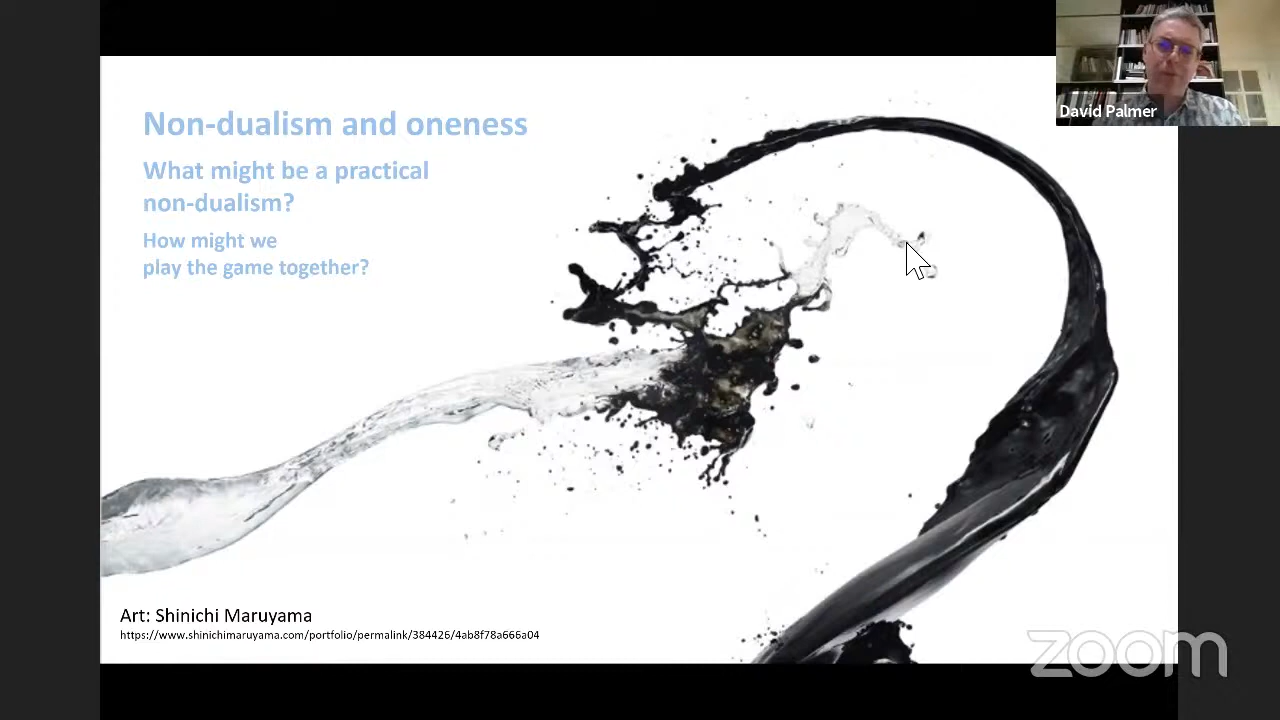 Non-dualism and oneness
What might be a practical
non-dualism?
How might we
play the game together?
David Palmer
Art: Shinichi Maruyama
https://www.shinichimaruyama.com/portfolio/permalink/384426/4ab8f78a666a04
zoom